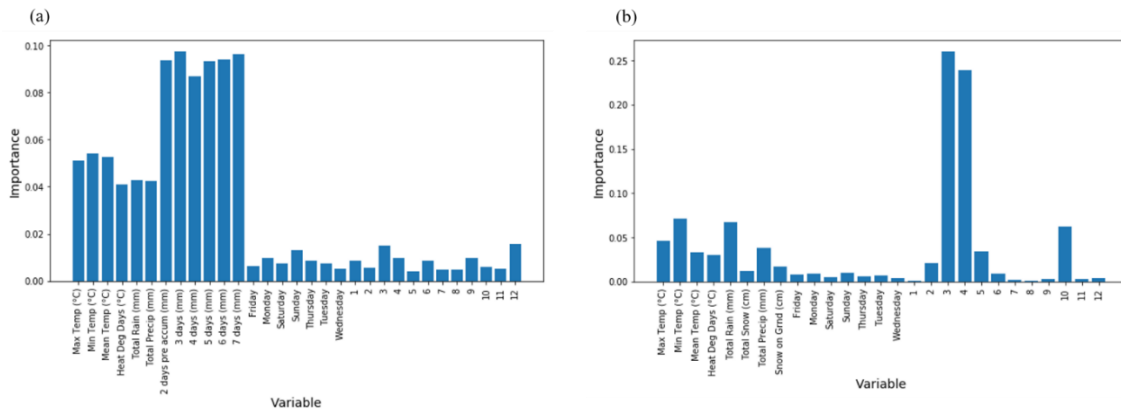 (a)
0.10
0.08
0.06
0.04
0.02
0.00
Importance
Max Temp (°C)
Min Temp (°C)
Mean Temp (°C)
Heat Deg Days (°C)
Total Rain (mm)
Total Precip (mm)
2 days pre accum (mm)
3 days (mm)
4 days (mm)
5 days (mm)
6 days (mm)
7 days (mm)
Friday
Monday
Saturday
Sunday
Thursday
Tuesday
Wednesday
1
2
3
4
5
6
7
8
9
10
11
12
Variable
(b)
0.25
0.20
0.15
0.10
0.05
0.00
Importance
Max Temp (°C)
Min Temp (°C)
Mean Temp (°C)
Heat Deg Days (°C)
Total Rain (mm)
Total Snow (cm)
Total Precip (mm)
Snow on Grnd (cm)
Friday
Monday
Saturday
Sunday
Thursday
Tuesday
Wednesday
1
2
3
4
5
6
7
8
9
10
11
12
Variable